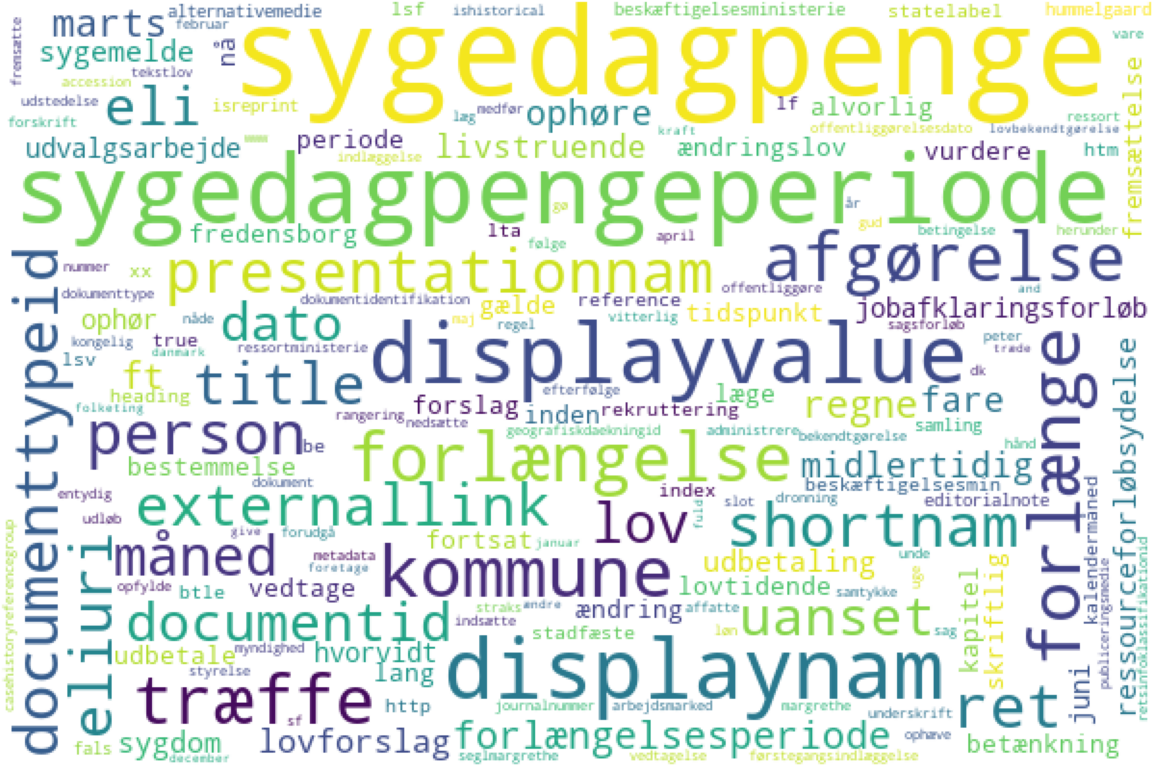 fremsætte
marts
alternativemedie
lsf
ishistorical
beskæftigelsesministerie
statelabel
hummelgaard
sygemelde
nå
sygedagpenge
vare
accession
tekstlov
februar
udstedelse
eli
isreprint
forskrift
læg
medfør
ophøre
lf
alvorlig
ressort
fremsættelse
udvalgsarbejde
periode
livstruende
kraft
ændringslov
offentliggørelsesdato
lovbekendtgørelse
vurdere
htm
indlæggelse
sygedagpengeperiode
fredensborg
lta
følge
gø
april
år
gud
betingelse
herunder
afgørelse
documenttypeid
nummer
xx
presentationnam
offentliggøre
and
dokumenttype
dokumentidentifikation
gælde
reference
vitterlig
tidspunkt
jobafklaringsforløb
ophør
nåde
dato
maj
regel
sagsforløb
kongelig
true
danmark
ressortministerie
displayvalue
peter
træde
dk
lsv
ft
title
efterfølge
læge
regne
fare
forlænge
heading
folketing
rangering
nedsætte
forslag
inden
rekruttering
samling
ressourceforløbsydelse
person
be
geografiskdaekningid
administrere
bekendtgørelse
hånd
bestemmelse
forlængelse
midlertidig
dokument
index
beskæftigelsesmin
entydig
externallink
slot
dronning
editorialnote
udløb
give
forudgå
lov
fuld
shortnam
kalendermåned
casehistoryreferencegroup
eliuri
måned
metadata
foretage
fortsat
januar
udbetaling
unde
uge
opfylde
btle
vedtage
kommune
lovtidende
samtykke
skriftlig
kapitel
publiceringsmedie
retsinfoklassifikationid
documentid
straks
andre
ændring
affatte
indsætte
stadfæste
løn
uanset
sag
udbetale
myndighed
hvorvidt
styrelse
lang
displaynam
juni
træffe
http
sf
journalnummer
arbejdsmarked
margrethe
underskrift
ret
fals
sygdom
december
lovforslag
forlængelsesperiode
ophæve
betænkning
seglmargrethe
vedtagelse
førstegangsindlæggelse